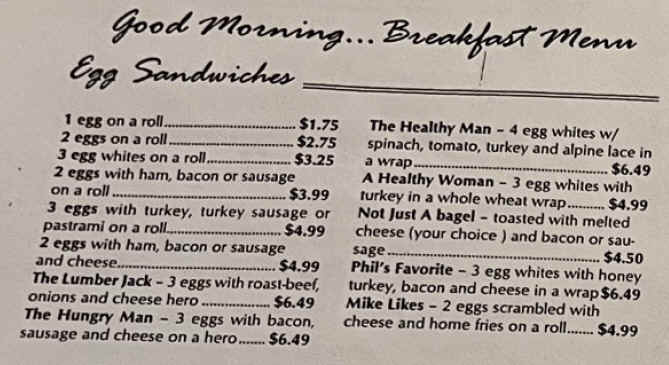 Good Morning... Breakfast Menu
Egg Sandwiches
1 egg on a roll $1.75
2 eggs on a roll $2.75
3 egg whites on a roll $3.25
2 eggs with ham, bacon or sausage
on a roll $3.99
3 eggs with turkey, turkey sausage or
pastrami on a roll $4.99
2 eggs with ham, bacon or sausage
and cheese $4.99
The Lumber Jack - 3 eggs with roast-beef,
onions and cheese hero $6.49
The Hungry Man - 3 eggs with bacon,
sausage and cheese on a hero $6.49
The Healthy Man - 4 egg whites w/
spinach, tomato, turkey and alpine lace in
a wrap $6.49
A Healthy Woman - 3 egg whites with
turkey in a whole wheat wrap $4.99
Not Just A bagel - toasted with melted
cheese (your choice ) and bacon or sau-
sage $4.50
Phil's Favorite - 3 egg whites with honey
turkey, bacon and cheese in a wrap $6.49
Mike Likes - 2 eggs scrambled with
cheese and home fries on a roll $4.99